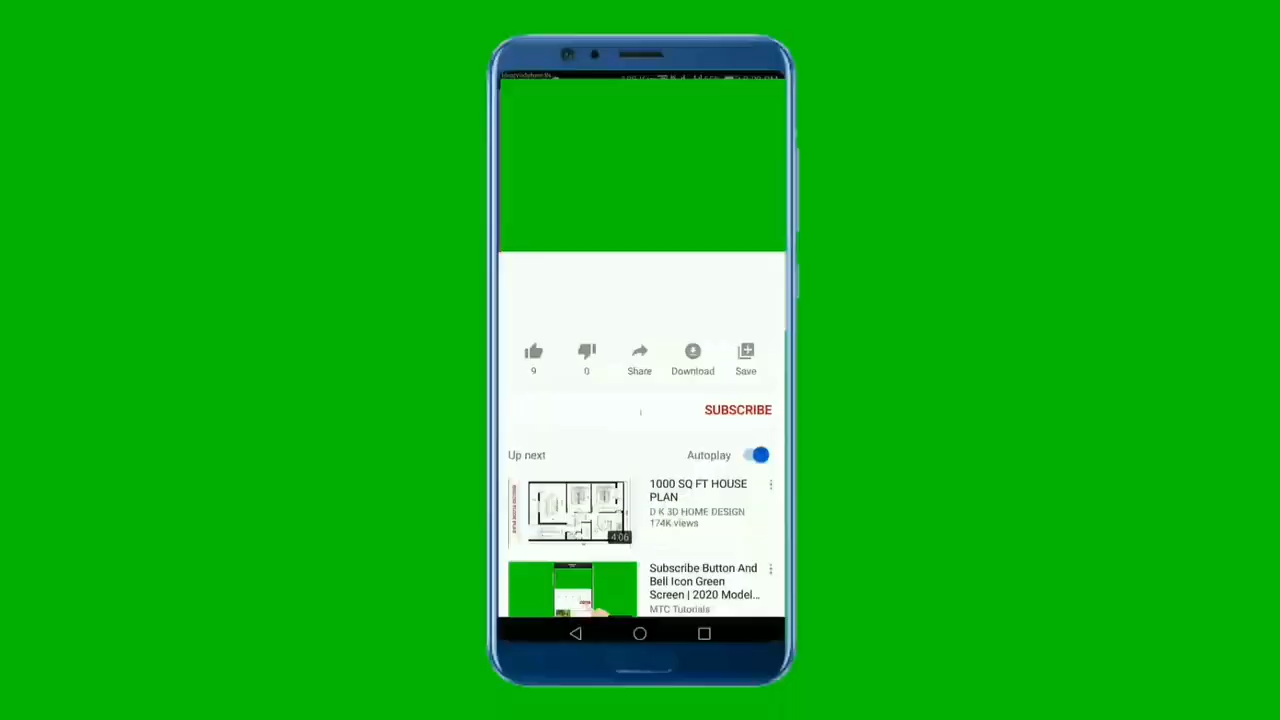 9
0
Share
Download
Save
SUBSCRIBE
Up next
Autoplay
1000 SQ FT HOUSE
PLAN
D K 3D HOME DESIGN
174K views
4:06
Subscribe Button And
Bell Icon Green
Screen | 2020 Model...
MTC Tutorials